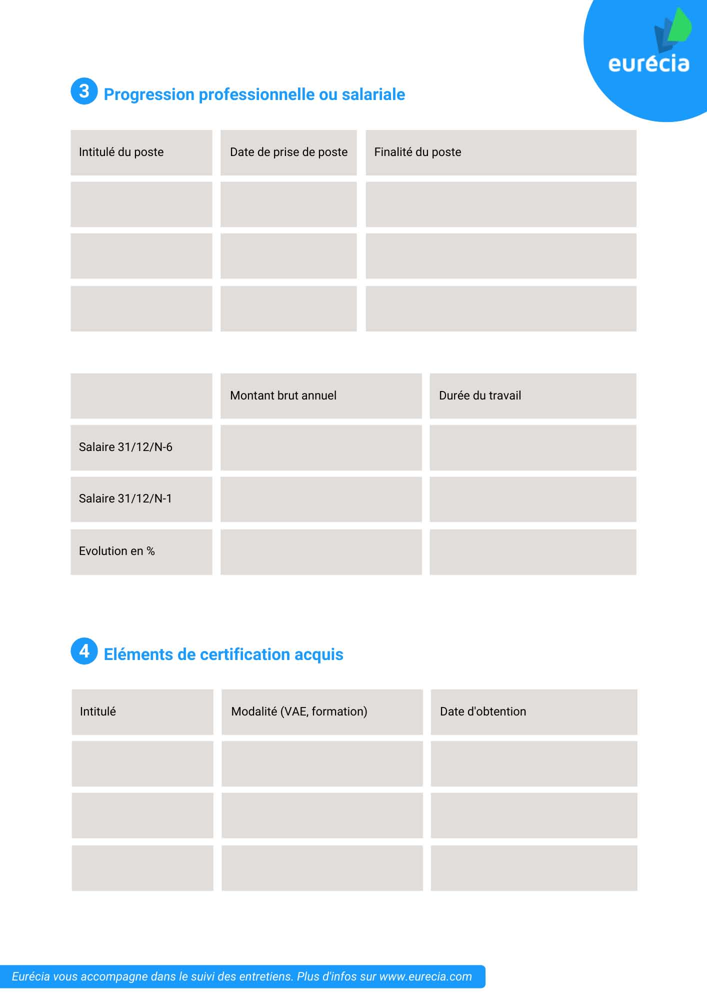 eurécia
3 Progression professionnelle ou salariale
Intitulé du poste Date de prise de poste Finalité du poste
Montant brut annuel Durée du travail
Salaire 31/12/N-6
Salaire 31/12/N-1
Evolution en %
4 Eléments de certification acquis
Intitulé Modalité (VAE, formation) Date d'obtention
Eurécia vous accompagne dans le suivi des entretiens. Plus d'infos sur www.eurecia.com